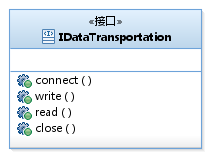 «接口»
IDataTransportation
connect ( )
write ( )
read ( )
close ( )